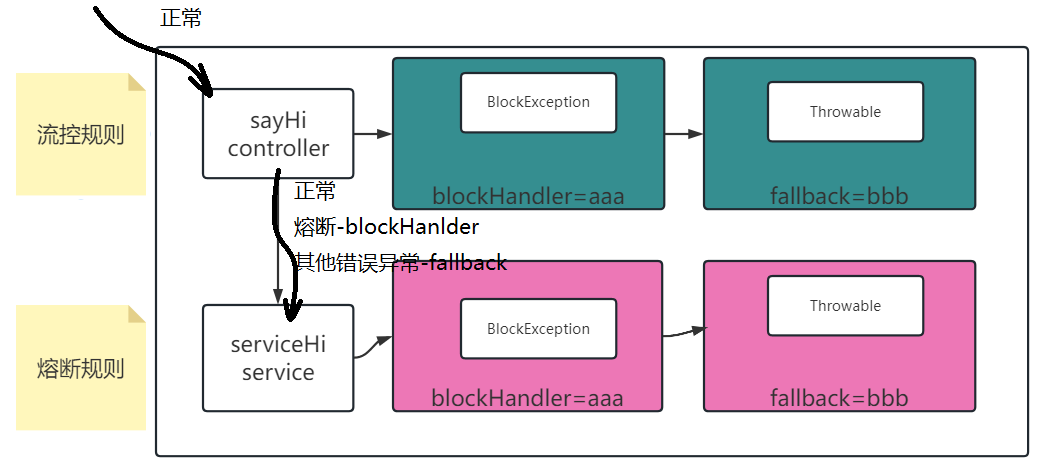 正常
流控规则
sayHi
controller
BlockException
blockHandler=aaa
Throwable
fallback=bbb
正常
熔断-blockHanlder
其他错误异常-fallback
熔断规则
serviceHi
service
BlockException
blockHandler=aaa
Throwable
fallback=bbb